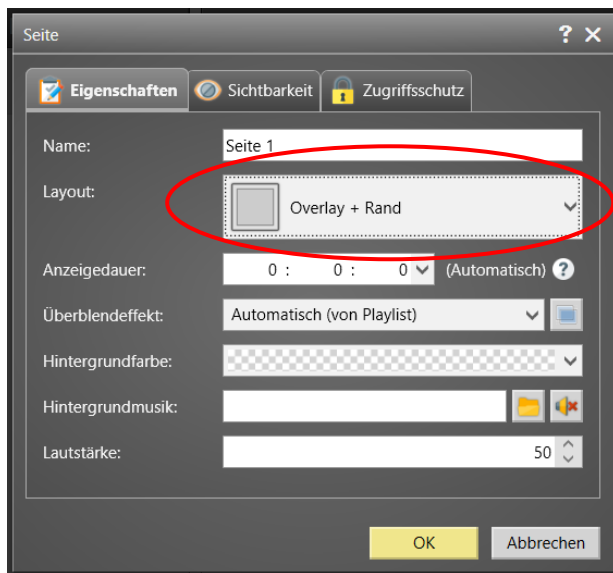 Seite ? X
Eigenschaften Sichtbarkeit Zugriffsschutz
Name: Seite 1
Layout: Overlay + Rand
Anzeigedauer: 0 : 0 : 0 (Automatisch) ?
Überblendeffekt: Automatisch (von Playlist)
Hintergrundfarbe:
Hintergrundmusik:
Lautstärke: 50
OK Abbrechen